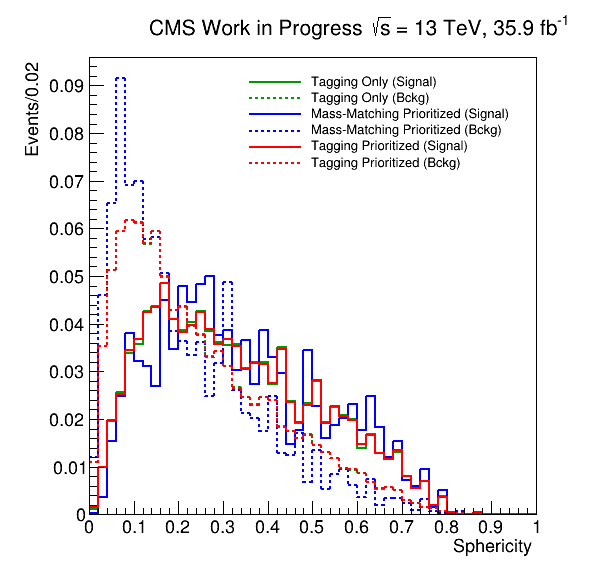 CMS Work in Progress √s = 13 TeV, 35.9 fb⁻¹
Events/0.02
Tagging Only (Signal)
Tagging Only (Bckg)
Mass-Matching Prioritized (Signal)
Mass-Matching Prioritized (Bckg)
Tagging Prioritized (Signal)
Tagging Prioritized (Bckg)
0.09
0.08
0.07
0.06
0.05
0.04
0.03
0.02
0.01
0
0 0.1 0.2 0.3 0.4 0.5 0.6 0.7 0.8 0.9 1
Sphericity